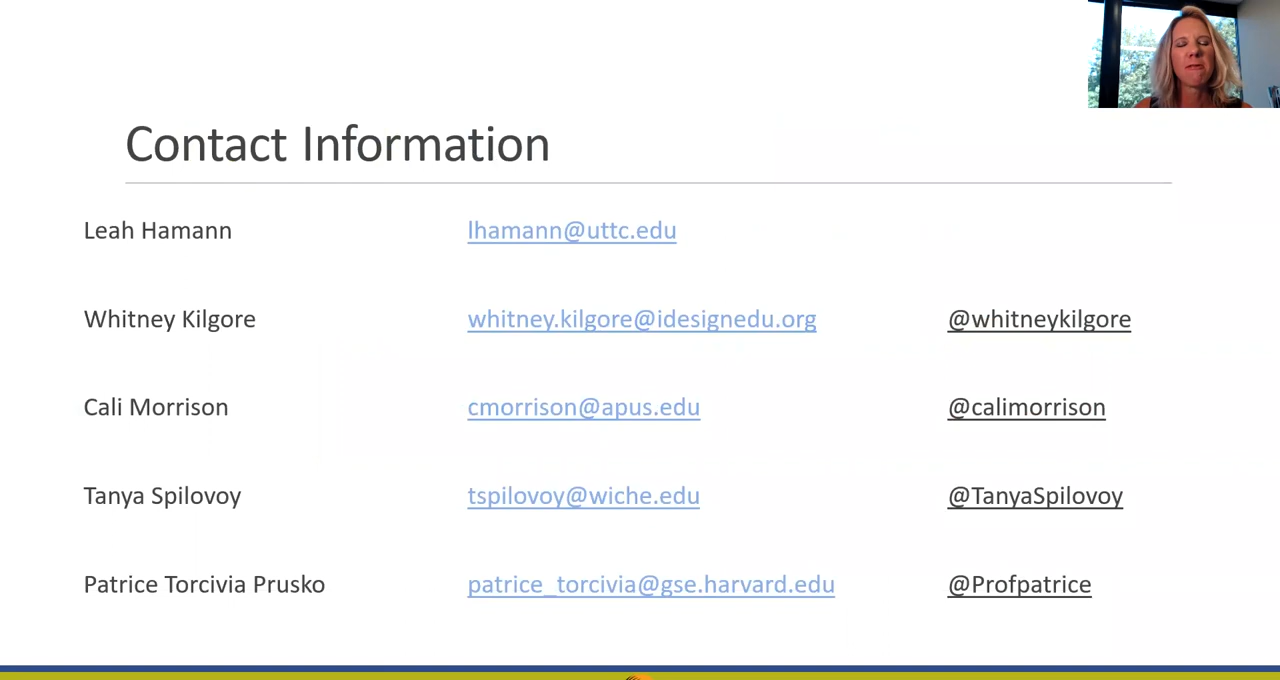 Contact Information
Leah Hamann lhamann@uttc.edu
Whitney Kilgore whitney.kilgore@idesignedu.org @whitneykilgore
Cali Morrison cmorrison@apus.edu @calimorrison
Tanya Spilovoy tspilovoy@wiche.edu @TanyaSpilovoy
Patrice Torcivia Prusko patrice_torcivia@gse.harvard.edu @Profpatrice